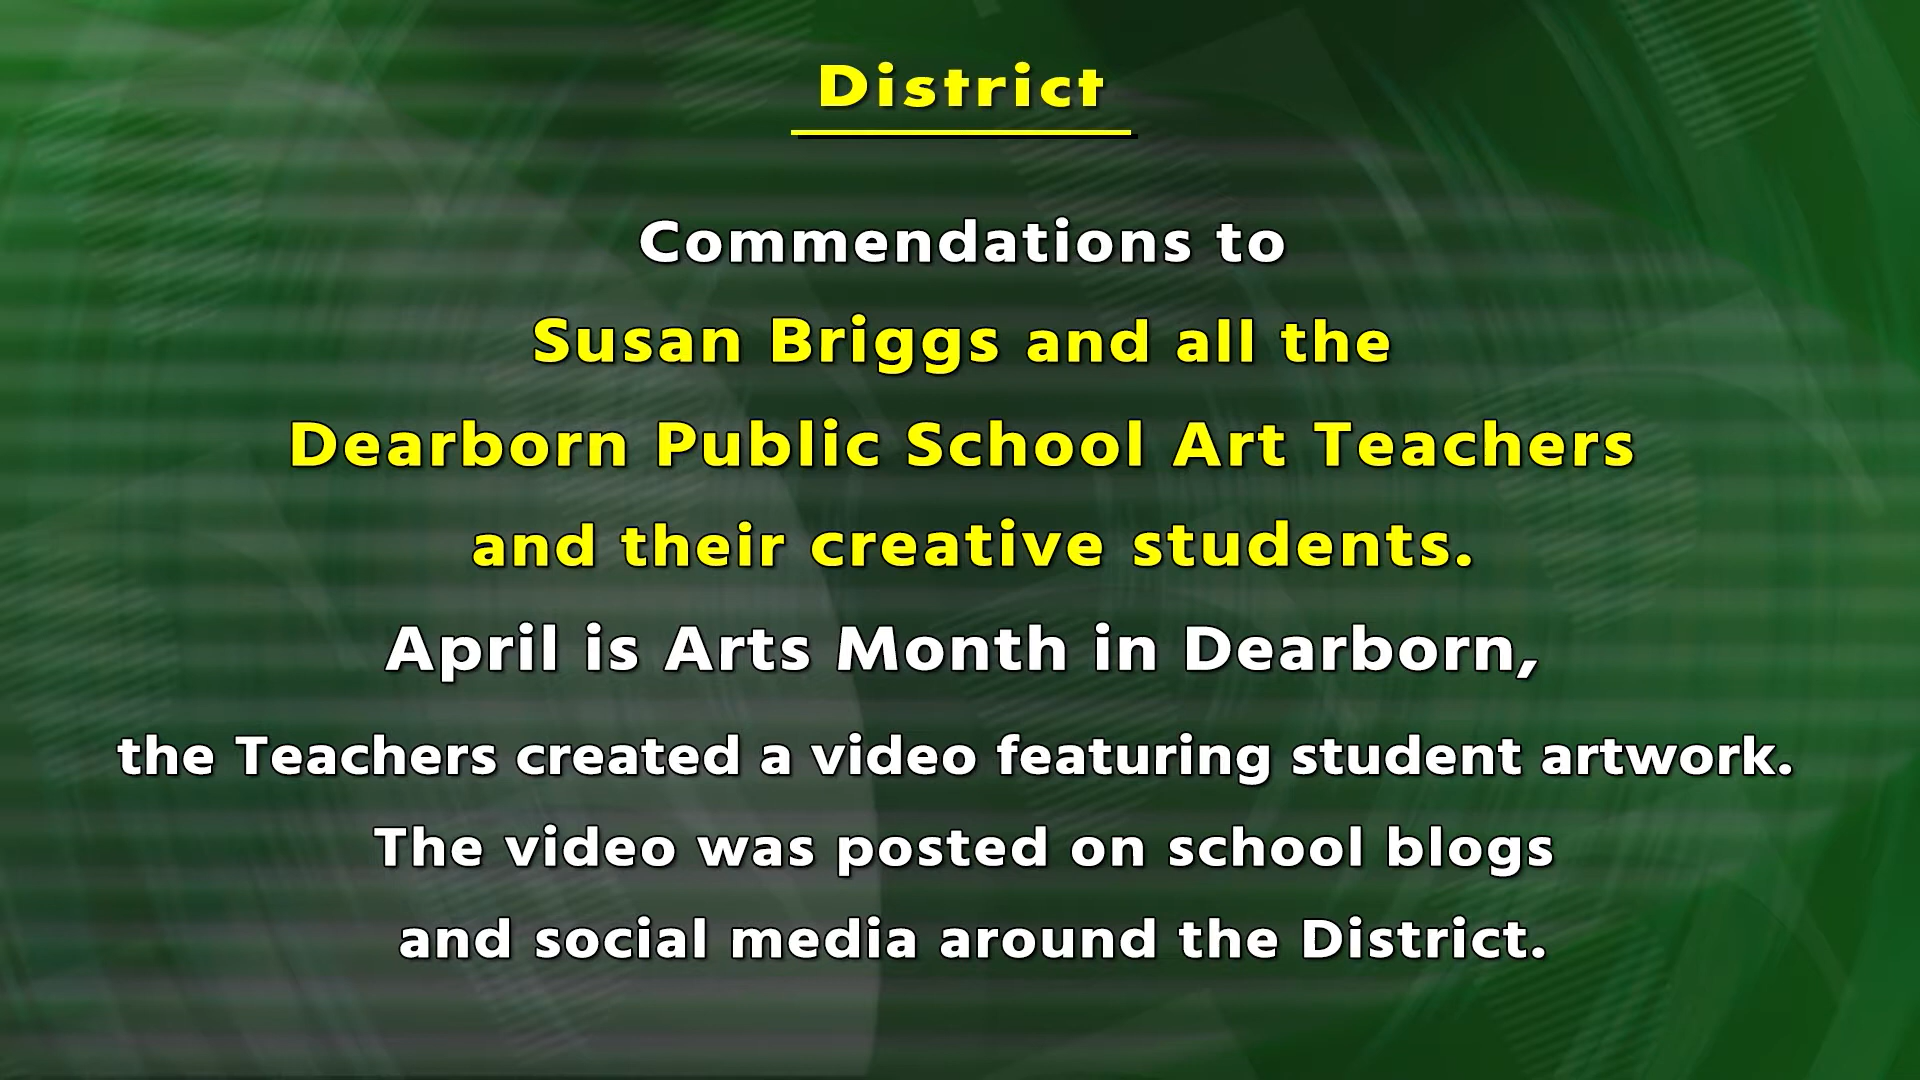 District
Commendations to
Susan Briggs and all the
Dearborn Public School Art Teachers
and their creative students.
April is Arts Month in Dearborn,
the Teachers created a video featuring student artwork.
The video was posted on school blogs
and social media around the District.